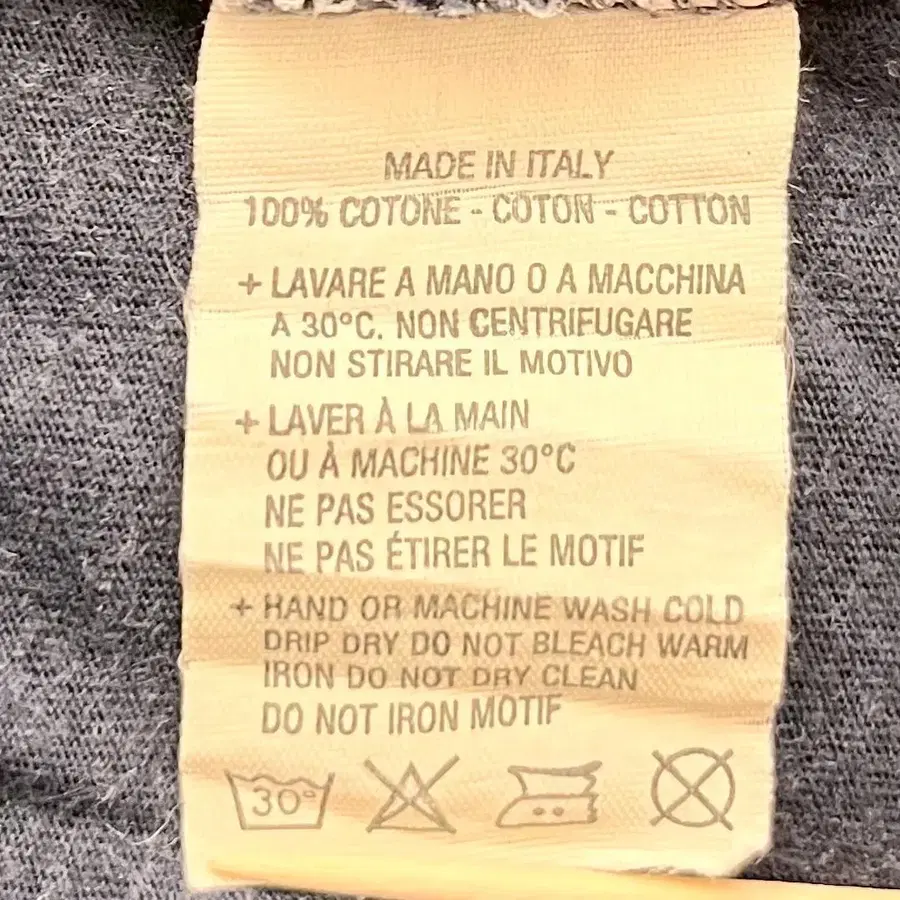 MADE IN ITALY
100% COTONE - COTON - COTTON
+ LAVARE A MANO O A MACCHINA
A 30°C. NON CENTRIFUGARE
NON STIRARE IL MOTIVO
+ LAVER À LA MAIN
OU À MACHINE 30°C
NE PAS ESSORER
NE PAS ÉTIRER LE MOTIF
+ HAND OR MACHINE WASH COLD
DRIP DRY DO NOT BLEACH WARM
IRON DO NOT DRY CLEAN
DO NOT IRON MOTIF
30°